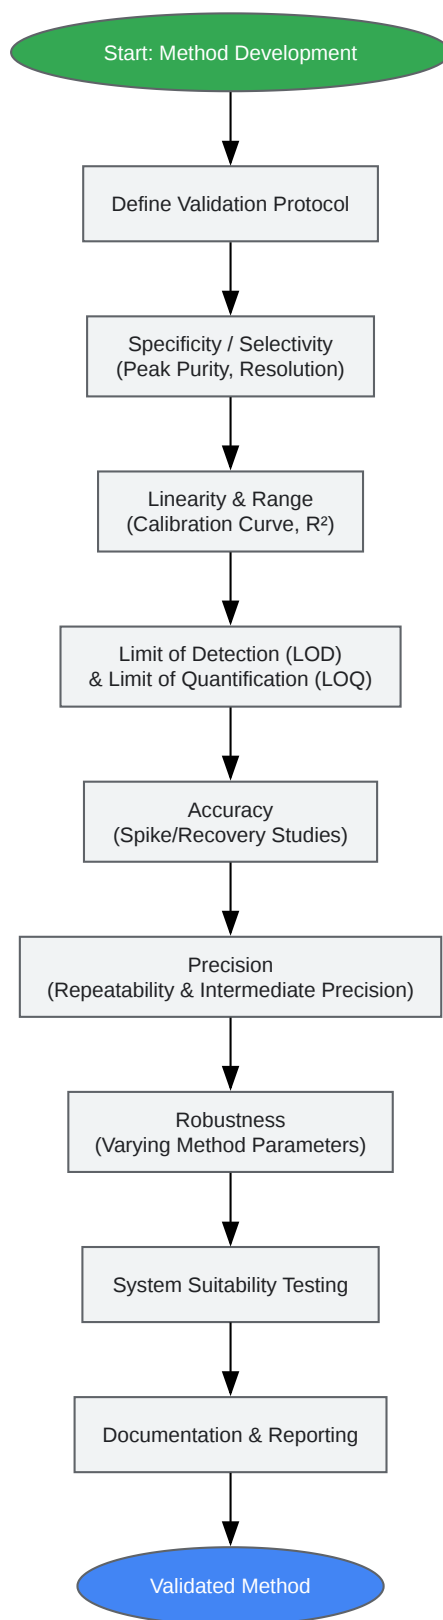 Start: Method Development
Define Validation Protocol
Specificity / Selectivity
(Peak Purity, Resolution)
Linearity & Range
(Calibration Curve, R²)
Limit of Detection (LOD)
& Limit of Quantification (LOQ)
Accuracy
(Spike/Recovery Studies)
Precision
(Repeatability & Intermediate Precision)
Robustness
(Varying Method Parameters)
System Suitability Testing
Documentation & Reporting
Validated Method